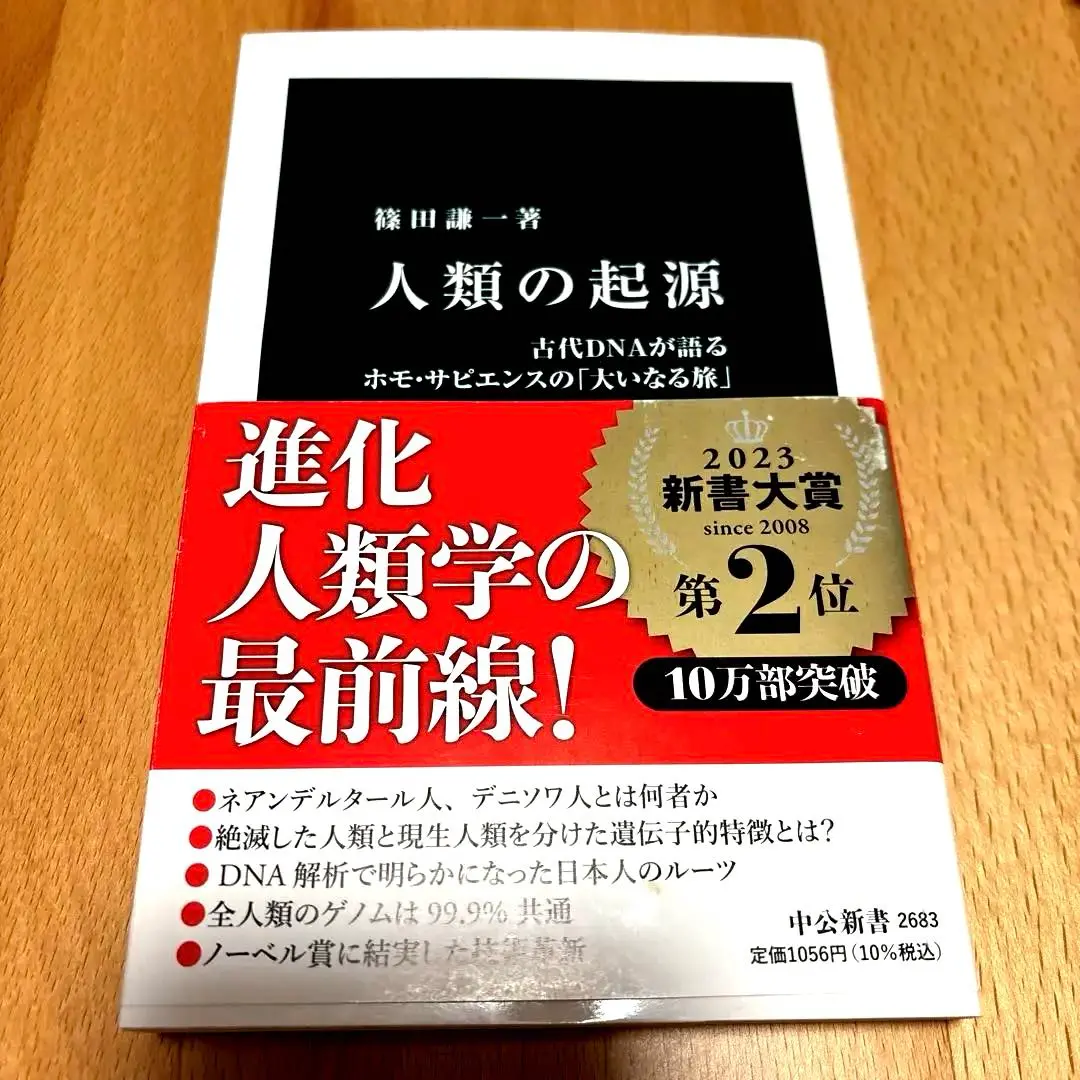 篠田謙一著
人類の起源
古代DNAが語る
ホモ・サピエンスの「大いなる旅」
進化
人類学の
最前線!
2023
新書大賞
since 2008
第2位
10万部突破
●ネアンデルタール人、デニソワ人とは何者か
●絶滅した人類と現生人類を分けた遺伝子的特徴とは?
●DNA解析で明らかになった日本人のルーツ
●全人類のゲノムは99.9%共通
●ノーベル賞に結実した技術革新
中公新書 2683
定価1056円(10%税込)